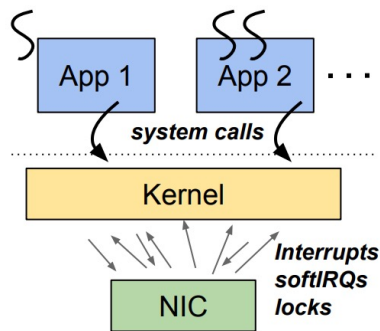 App 1
App 2
...
system calls
Kernel
Interrupts
softIRQs
locks
NIC